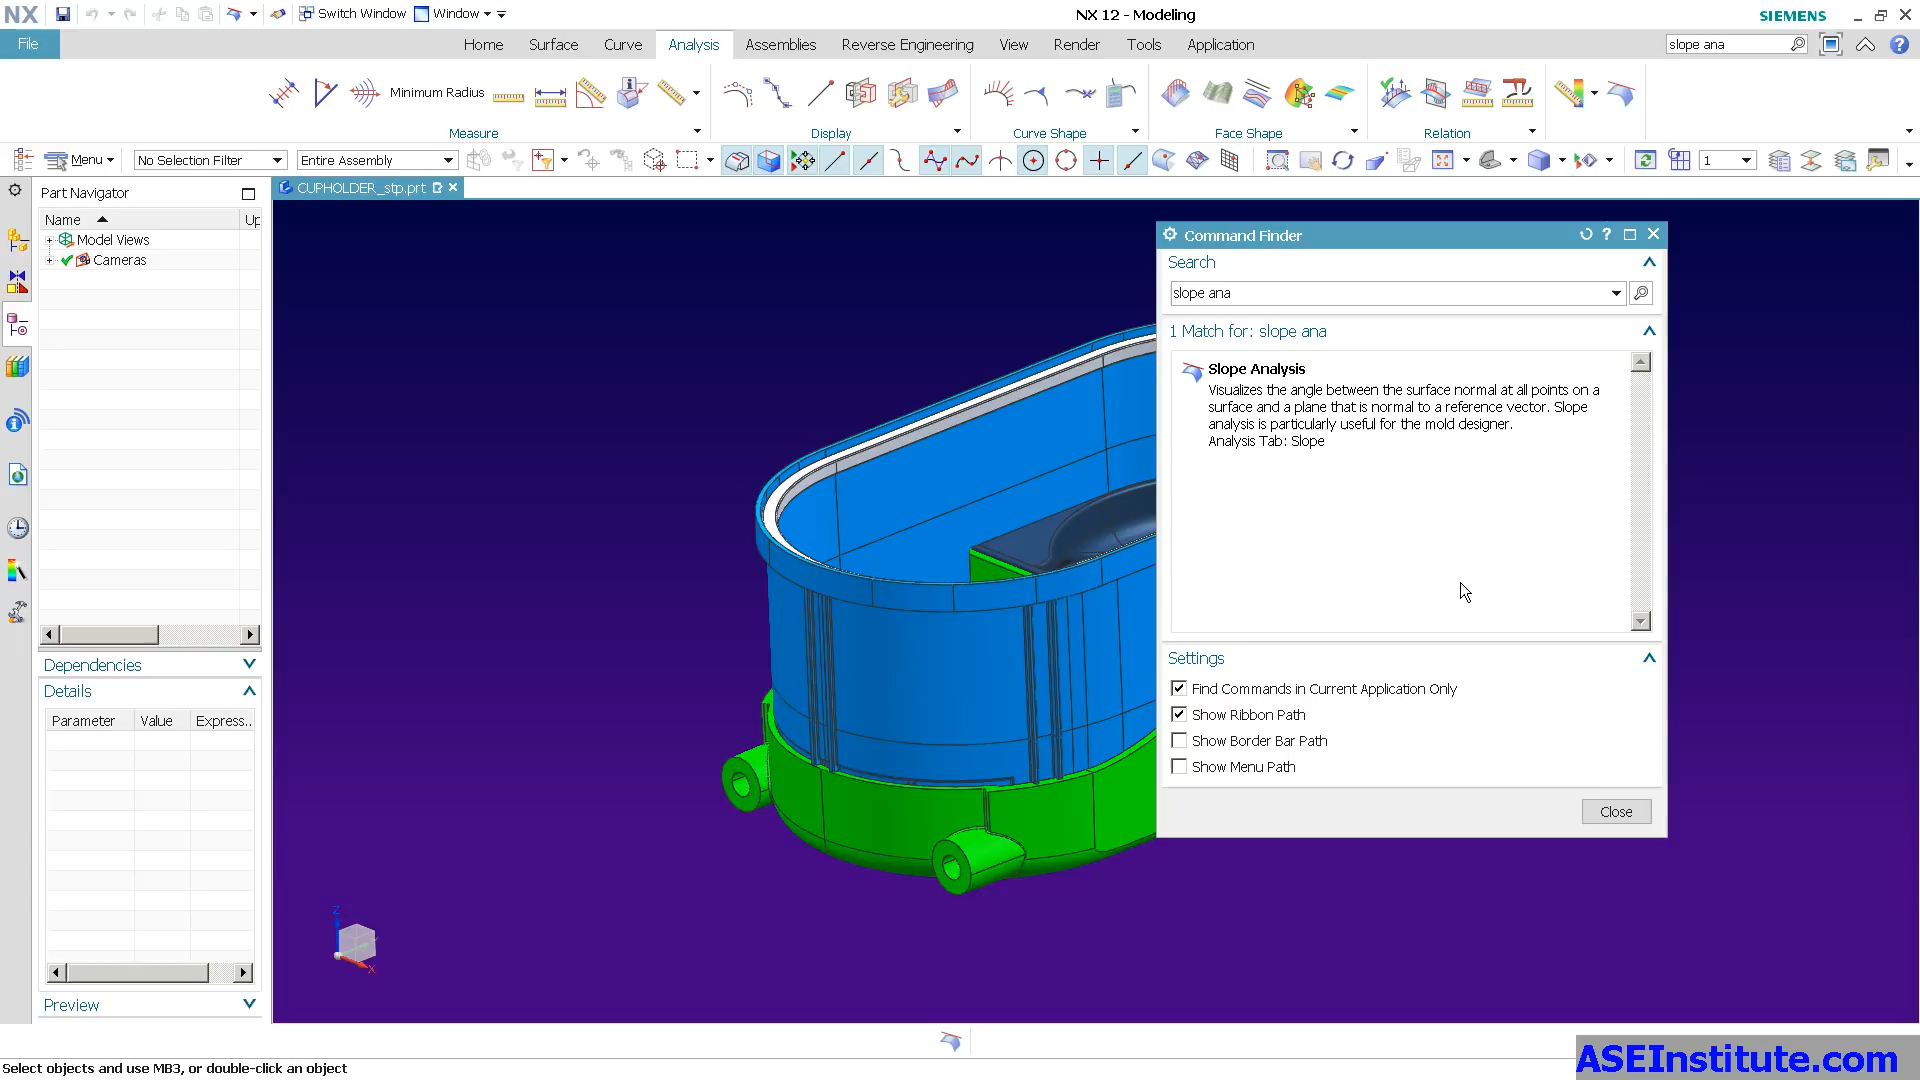 NX
Switch Window
Window
NX 12 - Modeling
SIEMENS
File
Home
Surface
Curve
Analysis
Assemblies
Reverse Engineering
View
Render
Tools
Application
slope ana
Minimum Radius
Measure
Display
Curve Shape
Face Shape
Relation
Menu
No Selection Filter
Entire Assembly
1
Part Navigator
CUPHOLDER_stp.prt
Name
Up
Model Views
Cameras
Dependencies
Details
Parameter
Value
Express..
Preview
Command Finder
Search
slope ana
1 Match for: slope ana
Slope Analysis
Visualizes the angle between the surface normal at all points on a
surface and a plane that is normal to a reference vector. Slope
analysis is particularly useful for the mold designer.
Analysis Tab: Slope
Settings
Find Commands in Current Application Only
Show Ribbon Path
Show Border Bar Path
Show Menu Path
Close
Z
X
Select objects and use MB3, or double-click an object
ASEInstitute.com